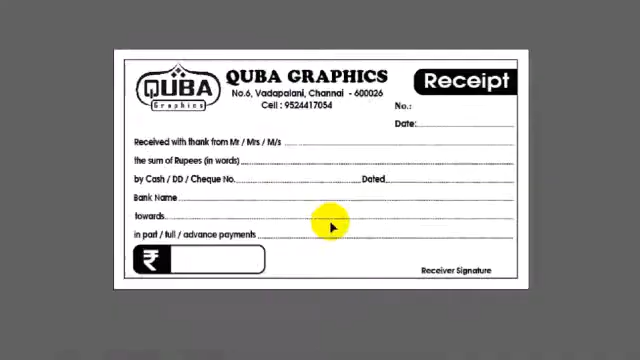 QUBA
Graphics
QUBA GRAPHICS
No.6, Vadapalani, Chennai - 600026
Cell : 9524417054
Receipt
No.:
Date:
Received with thank from Mr / Mrs / M/s
the sum of Rupees (in words)
by Cash / DD / Cheque No. Dated
Bank Name
towards
in part / full / advance payments
₹
Receiver Signature